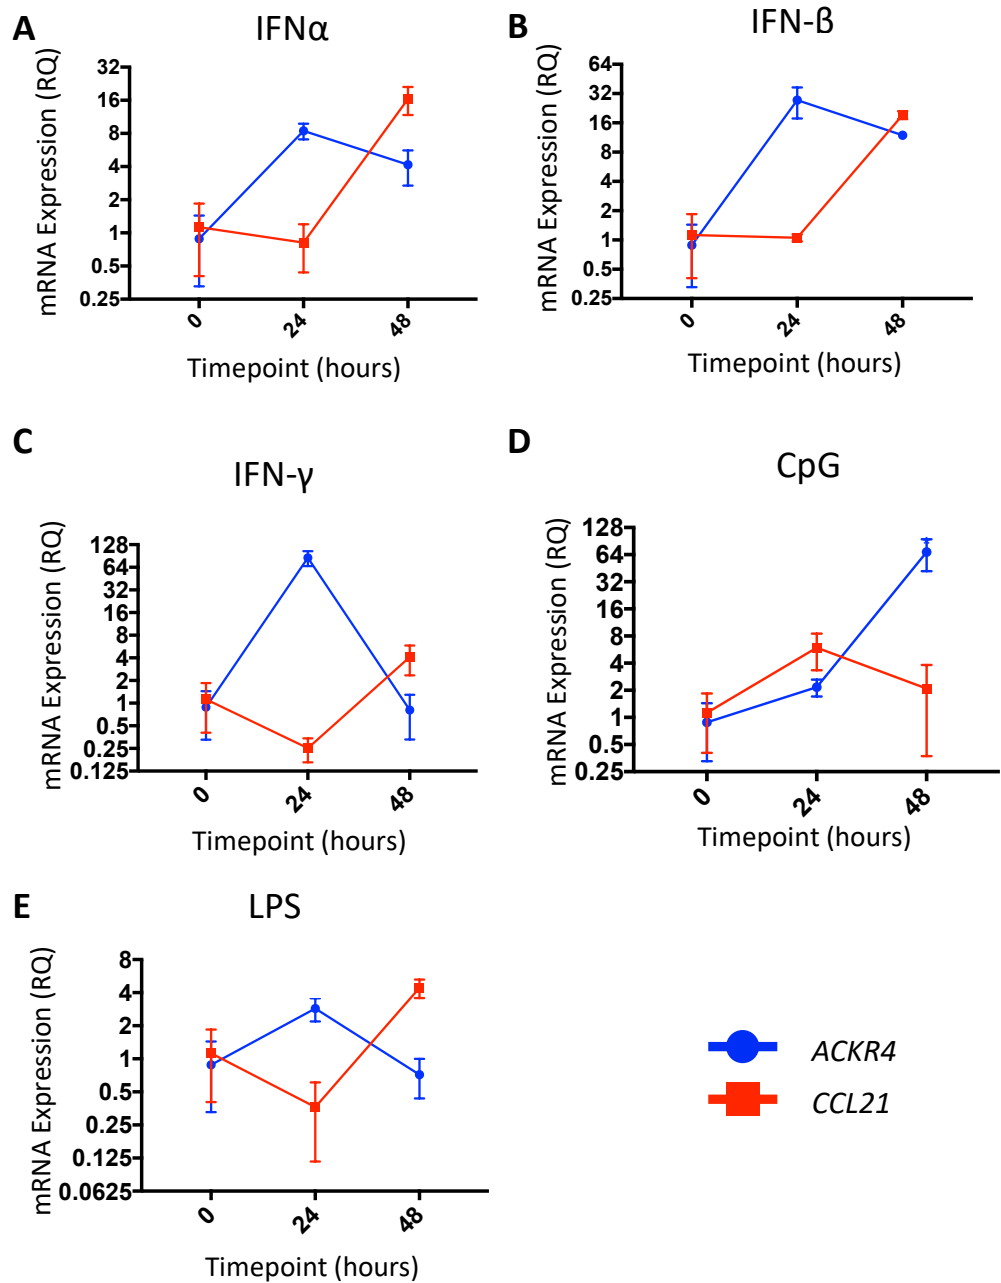 A
IFNα
mRNA Expression (RQ)
32
16
8
4
2
1
0.5
0.25
0
24
48
Timepoint (hours)
B
IFN-ß
mRNA Expression (RQ)
64
32
16
8
4
2
1
0.5
0.25
0
24
48
Timepoint (hours)
C
IFN-γ
mRNA Expression (RQ)
128
64
32
16
8
4
2
1
0.5
0.25
0.125
0
24
48
Timepoint (hours)
D
CpG
mRNA Expression (RQ)
128
64
32
16
8
4
2
1
0.5
0.25
0
24
48
Timepoint (hours)
E
LPS
mRNA Expression (RQ)
8
4
2
1
0.5
0.25
0.125
0.0625
0
24
48
Timepoint (hours)
ACKR4
CCL21